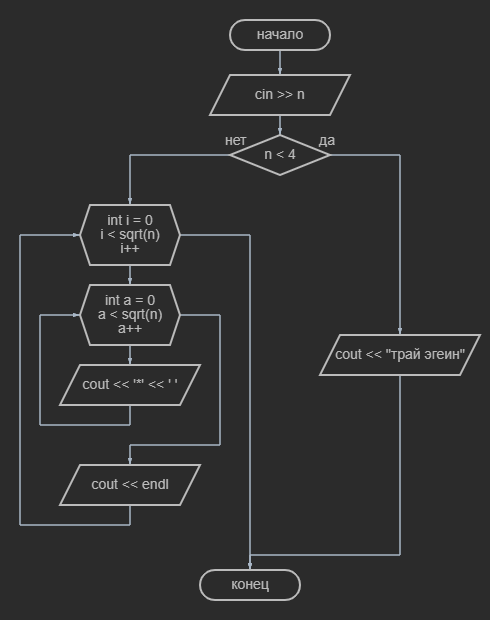 начало
cin >> n
нет
да
n < 4
int i = 0
i < sqrt(n)
i++
int a = 0
a < sqrt(n)
a++
cout << "трай эгеин"
cout << '*' << ' '
cout << endl
конец